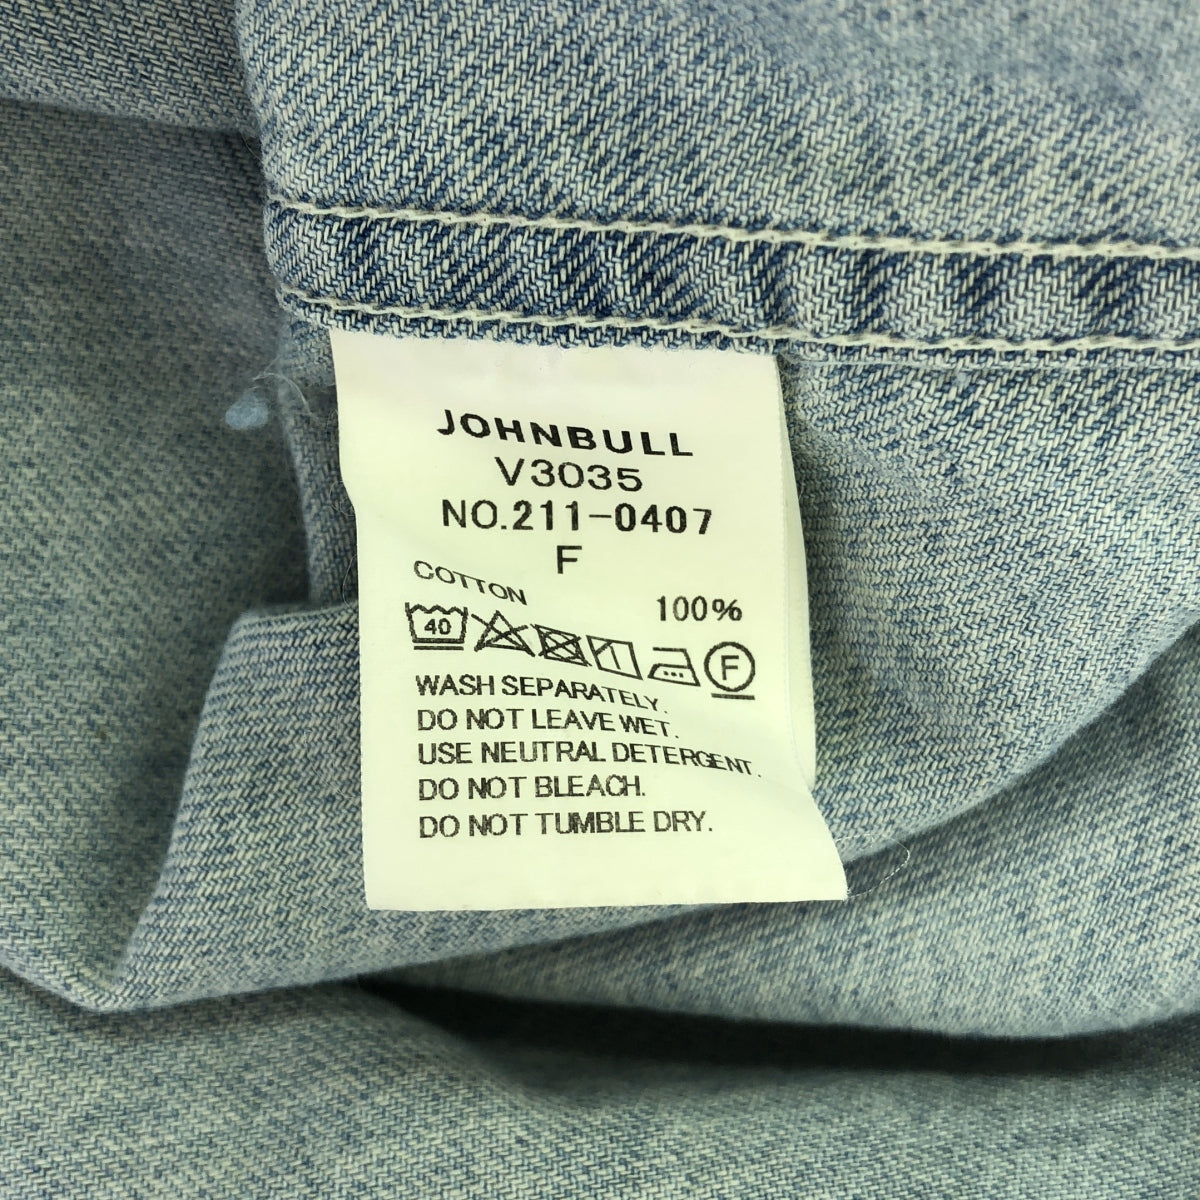 JOHNBULL
V3035
NO.211-0407
F
COTTON 100%
40 F
WASH SEPARATELY.
DO NOT LEAVE WET.
USE NEUTRAL DETERGENT.
DO NOT BLEACH.
DO NOT TUMBLE DRY.